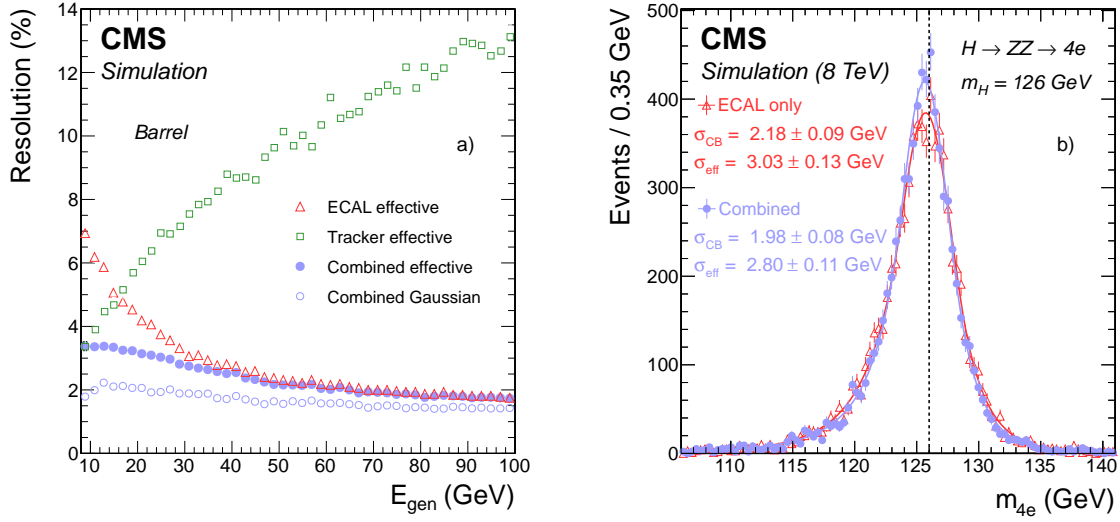 CMS
Simulation
Barrel
a)
ECAL effective
Tracker effective
Combined effective
Combined Gaussian
Resolution (%)
14
12
10
8
6
4
2
0
10 20 30 40 50 60 70 80 90 100
E_gen (GeV)
CMS
Simulation (8 TeV)
H → ZZ → 4e
m_H = 126 GeV
b)
ECAL only
σ_CB = 2.18 ± 0.09 GeV
σ_eff = 3.03 ± 0.13 GeV
Combined
σ_CB = 1.98 ± 0.08 GeV
σ_eff = 2.80 ± 0.11 GeV
Events / 0.35 GeV
500
400
300
200
100
0
110 120 125 130 135 140
m_4e (GeV)